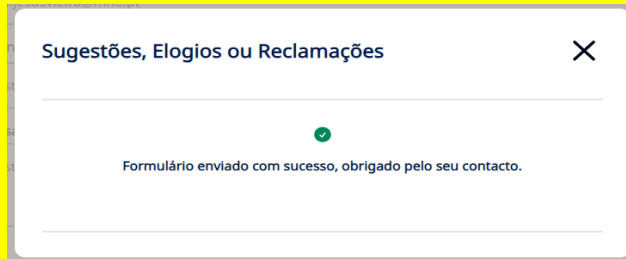 Sugestões, Elogios ou Reclamações
Formulário enviado com sucesso, obrigado pelo seu contacto.